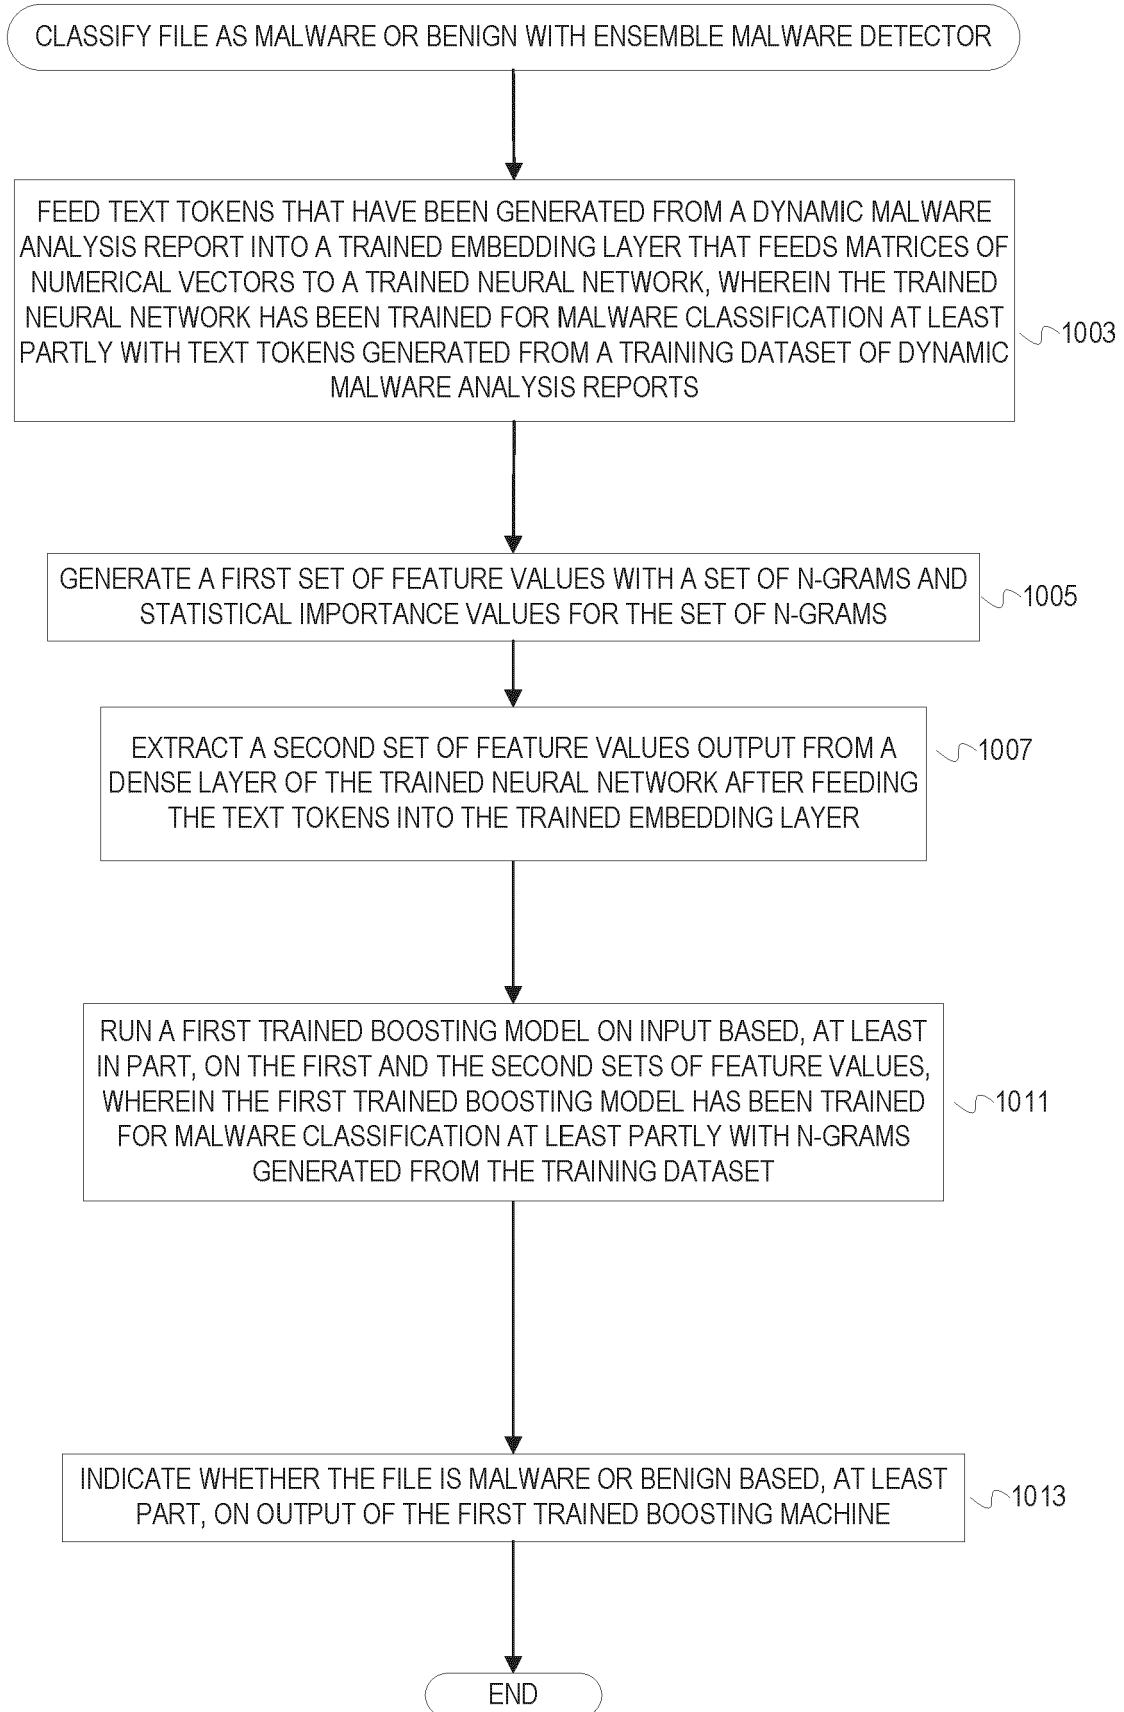 CLASSIFY FILE AS MALWARE OR BENIGN WITH ENSEMBLE MALWARE DETECTOR
FEED TEXT TOKENS THAT HAVE BEEN GENERATED FROM A DYNAMIC MALWARE
ANALYSIS REPORT INTO A TRAINED EMBEDDING LAYER THAT FEEDS MATRICES OF
NUMERICAL VECTORS TO A TRAINED NEURAL NETWORK, WHEREIN THE TRAINED
NEURAL NETWORK HAS BEEN TRAINED FOR MALWARE CLASSIFICATION AT LEAST
PARTLY WITH TEXT TOKENS GENERATED FROM A TRAINING DATASET OF DYNAMIC
MALWARE ANALYSIS REPORTS
1003
GENERATE A FIRST SET OF FEATURE VALUES WITH A SET OF N-GRAMS AND
STATISTICAL IMPORTANCE VALUES FOR THE SET OF N-GRAMS
1005
EXTRACT A SECOND SET OF FEATURE VALUES OUTPUT FROM A
DENSE LAYER OF THE TRAINED NEURAL NETWORK AFTER FEEDING
THE TEXT TOKENS INTO THE TRAINED EMBEDDING LAYER
1007
RUN A FIRST TRAINED BOOSTING MODEL ON INPUT BASED, AT LEAST
IN PART, ON THE FIRST AND THE SECOND SETS OF FEATURE VALUES,
WHEREIN THE FIRST TRAINED BOOSTING MODEL HAS BEEN TRAINED
FOR MALWARE CLASSIFICATION AT LEAST PARTLY WITH N-GRAMS
GENERATED FROM THE TRAINING DATASET
1011
INDICATE WHETHER THE FILE IS MALWARE OR BENIGN BASED, AT LEAST
PART, ON OUTPUT OF THE FIRST TRAINED BOOSTING MACHINE
1013
END